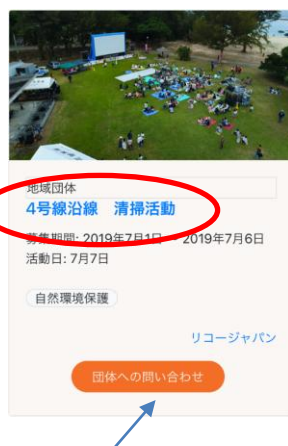 地域団体
4号線沿線 清掃活動
募集期間: 2019年7月1日 ~ 2019年7月6日
活動日: 7月7日
自然環境保護
リコージャパン
団体への問い合わせ